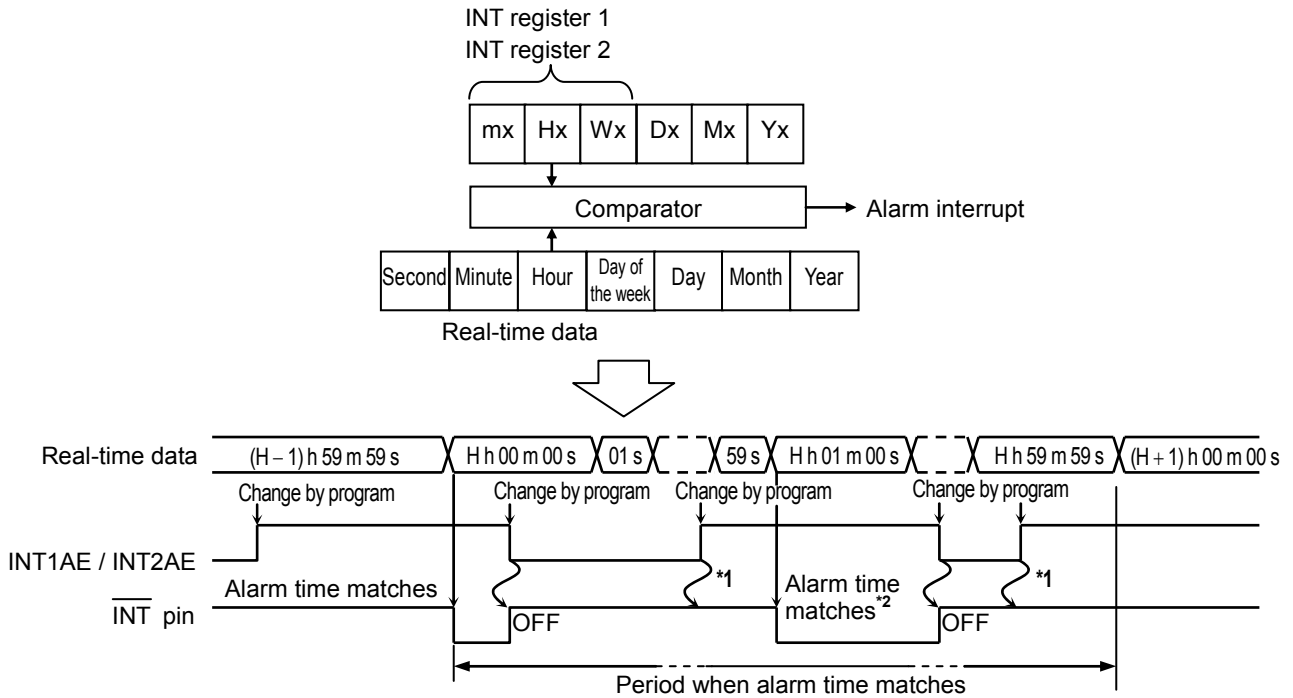 INT register 1
INT register 2
mx Hx Wx Dx Mx Yx
Comparator
Alarm interrupt
Second Minute Hour Day of the week Day Month Year
Real-time data
Real-time data
(H − 1) h 59 m 59 s H h 00 m 00 s 01 s 59 s H h 01 m 00 s H h 59 m 59 s (H + 1) h 00 m 00 s
Change by program Change by program Change by program Change by program
INT1AE / INT2AE
*1 *1
Alarm time matches
Alarm time
matches*2
INT pin
OFF OFF
Period when alarm time matches